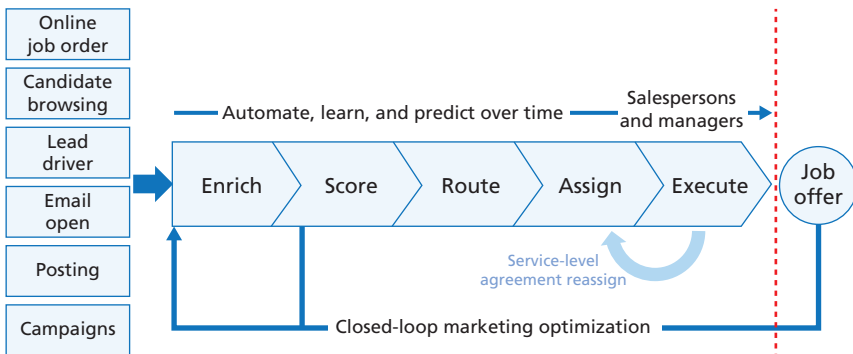 Online
job order
Candidate
browsing
Lead
driver
Email
open
Posting
Campaigns
Automate, learn, and predict over time
Salespersons
and managers
Enrich
Score
Route
Assign
Execute
Job
offer
Service-level
agreement reassign
Closed-loop marketing optimization